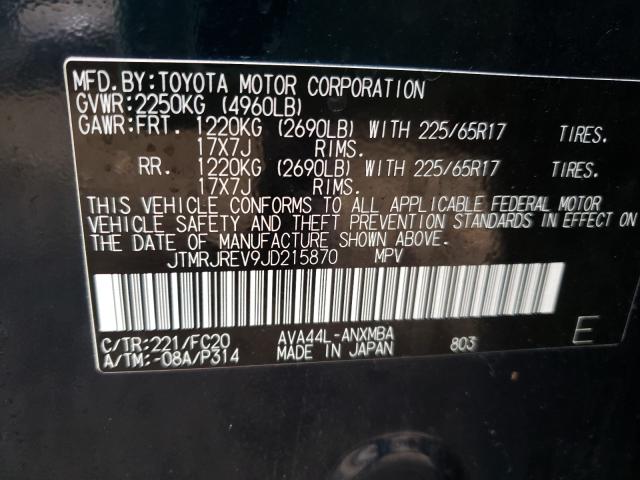 MFD.BY:TOYOTA MOTOR CORPORATION
GVWR:2250KG (4960LB)
GAWR:FRT. 1220KG (2690LB) WITH 225/65R17 TIRES.
17X7J RIMS.
RR. 1220KG (2690LB) WITH 225/65R17 TIRES.
17X7J RIMS.
THIS VEHICLE CONFORMS TO ALL APPLICABLE FEDERAL MOTOR
VEHICLE SAFETY AND THEFT PREVENTION STANDARDS IN EFFECT ON
THE DATE OF MANUFACTURE SHOWN ABOVE.
JTMRJREV9JD215870 MPV
C/TR:221/FC20 AVA44L-ANXMBA
A/TM:-08A/P314 MADE IN JAPAN 803 E